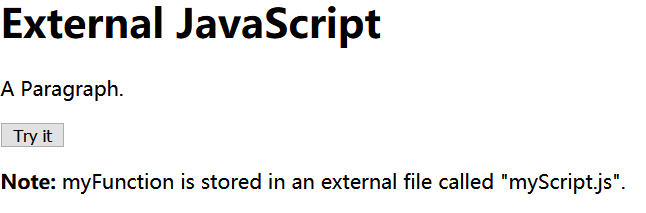 External JavaScript
A Paragraph.
Try it
Note: myFunction is stored in an external file called "myScript.js".